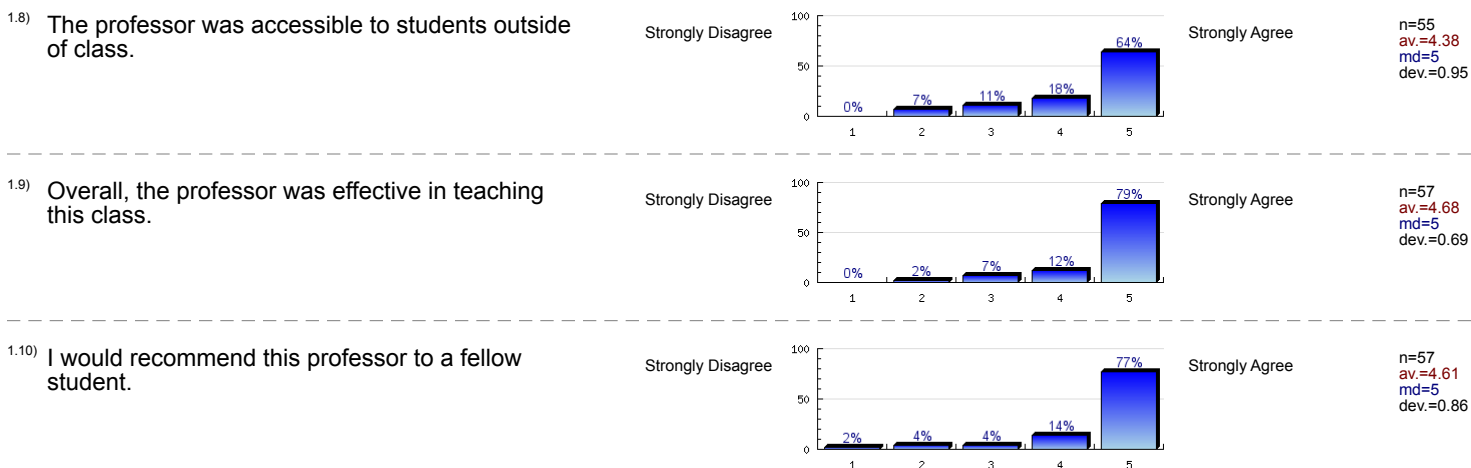 1.8) The professor was accessible to students outside
of class.
Strongly Disagree
100
50
0
0% 7% 11% 18% 64%
1 2 3 4 5
Strongly Agree
n=55
av.=4.38
md=5
dev.=0.95
1.9) Overall, the professor was effective in teaching
this class.
Strongly Disagree
100
50
0
0% 2% 7% 12% 79%
1 2 3 4 5
Strongly Agree
n=57
av.=4.68
md=5
dev.=0.69
1.10) I would recommend this professor to a fellow
student.
Strongly Disagree
100
50
0
2% 4% 4% 14% 77%
1 2 3 4 5
Strongly Agree
n=57
av.=4.61
md=5
dev.=0.86